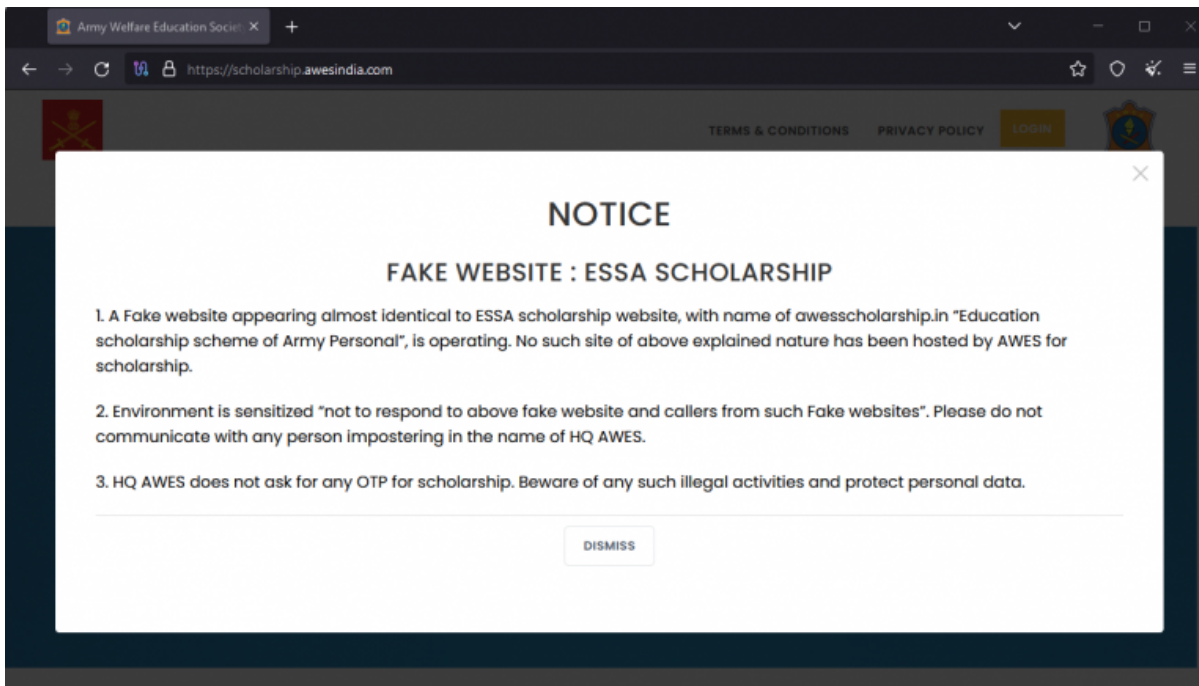 Army Welfare Education Societ
https://scholarship.awesindia.com
TERMS & CONDITIONS PRIVACY POLICY LOGIN
NOTICE
FAKE WEBSITE : ESSA SCHOLARSHIP
1. A Fake website appearing almost identical to ESSA scholarship website, with name of awesscholarship.in “Education
scholarship scheme of Army Personal”, is operating. No such site of above explained nature has been hosted by AWES for
scholarship.
2. Environment is sensitized “not to respond to above fake website and callers from such Fake websites”. Please do not
communicate with any person impostering in the name of HQ AWES.
3. HQ AWES does not ask for any OTP for scholarship. Beware of any such illegal activities and protect personal data.
DISMISS